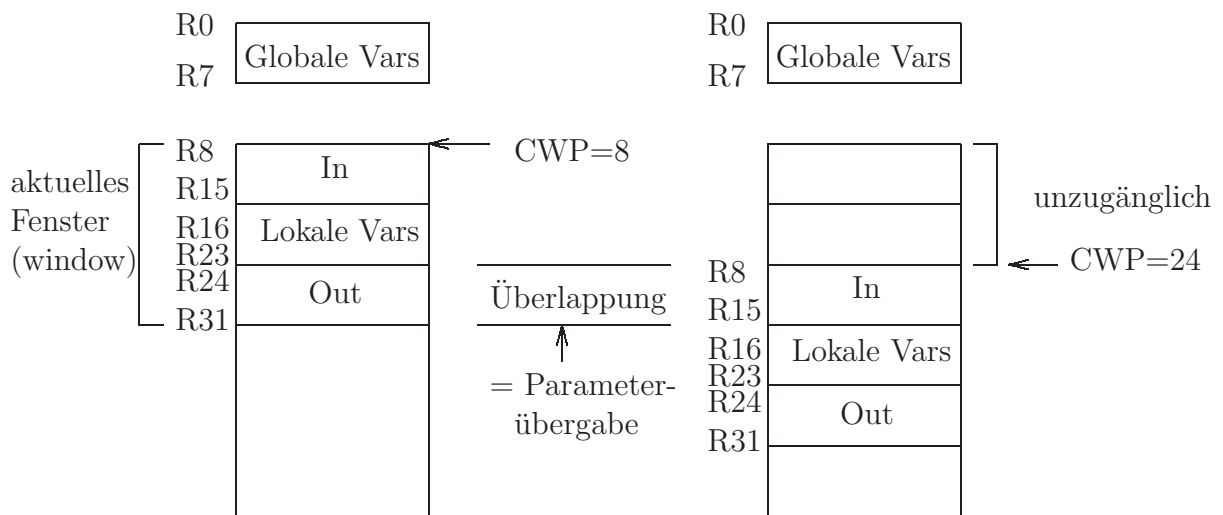 R0
Globale Vars
R7
R8
In
R15
R16
Lokale Vars
R23
R24
Out
R31
aktuelles
Fenster
(window)
CWP=8
Überlappung
= Parameter-
übergabe
R0
Globale Vars
R7
unzugänglich
CWP=24
R8
In
R15
R16
Lokale Vars
R23
R24
Out
R31